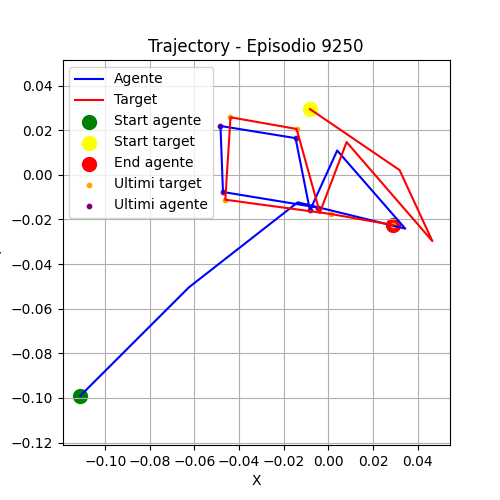 Trajectory - Episodio 9250
Agente
Target
Start agente
Start target
End agente
Ultimi target
Ultimi agente
0.04
0.02
0.00
−0.02
−0.04
−0.06
−0.08
−0.10
−0.12
−0.10 −0.08 −0.06 −0.04 −0.02 0.00 0.02 0.04
X